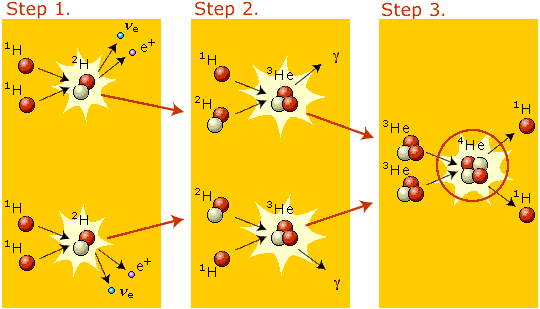 Step 1.
Step 2.
Step 3.
¹H
¹H
²H
νe
e⁺
¹H
¹H
²H
e⁺
νe
¹H
²H
³He
γ
²H
¹H
³He
γ
³He
³He
⁴He
¹H
¹H